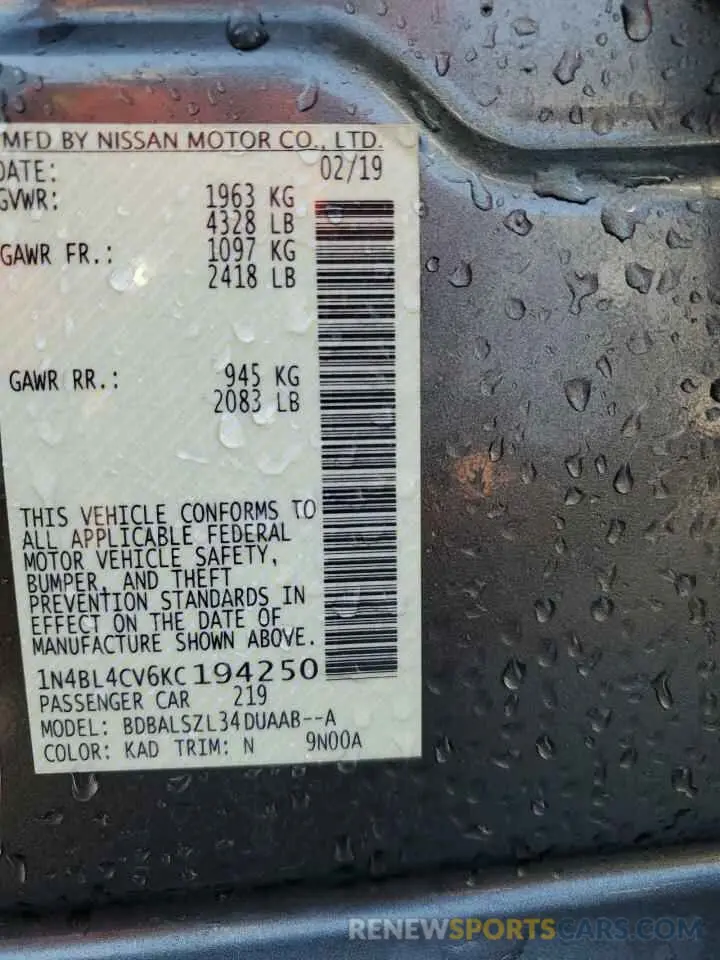 MFD BY NISSAN MOTOR CO., LTD.
DATE: 02/19
GVWR: 1963 KG
4328 LB
GAWR FR.: 1097 KG
2418 LB
GAWR RR.: 945 KG
2083 LB
THIS VEHICLE CONFORMS TO
ALL APPLICABLE FEDERAL
MOTOR VEHICLE SAFETY,
BUMPER, AND THEFT
PREVENTION STANDARDS IN
EFFECT ON THE DATE OF
MANUFACTURE SHOWN ABOVE.
1N4BL4CV6KC194250
PASSENGER CAR 219
MODEL: BDBALSZL34DUAAB--A
COLOR: KAD TRIM: N 9N00A
RENEWSPORTSCARS.COM